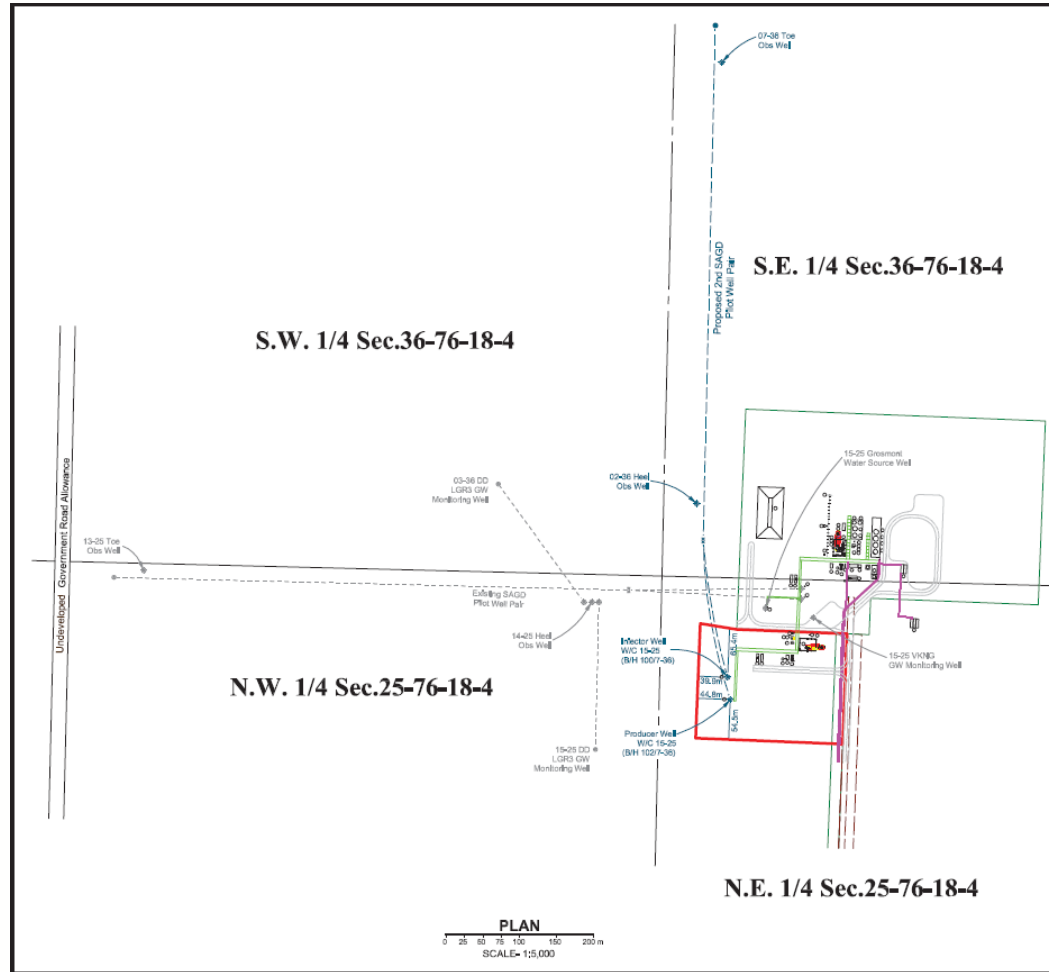 07-36 Toe
Obs Well
Proposed 2nd SAGD
Pilot Well Pair
S.E. 1/4 Sec.36-76-18-4
S.W. 1/4 Sec.36-76-18-4
15-25 Grosmont
Water Source Well
03-36 DD
LGR3 GW
Monitoring Well
02-36 Heel
Obs Well
Undeveloped Government Road Allowance
13-25 Toe
Obs Well
Existing SAGD
Pilot Well Pair
14-25 Heel
Obs Well
Injector Well
W/C 15-25
(B/H 100/7-36)
65.4m
15-25 VKNG
GW Monitoring Well
N.W. 1/4 Sec.25-76-18-4
44.8m
54.5m
Producer Well
W/C 15-25
(B/H 102/7-36)
15-25 DD
LGR3 GW
Monitoring Well
N.E. 1/4 Sec.25-76-18-4
PLAN
0 25 50 75 100 150 200 m
SCALE= 1:5,000